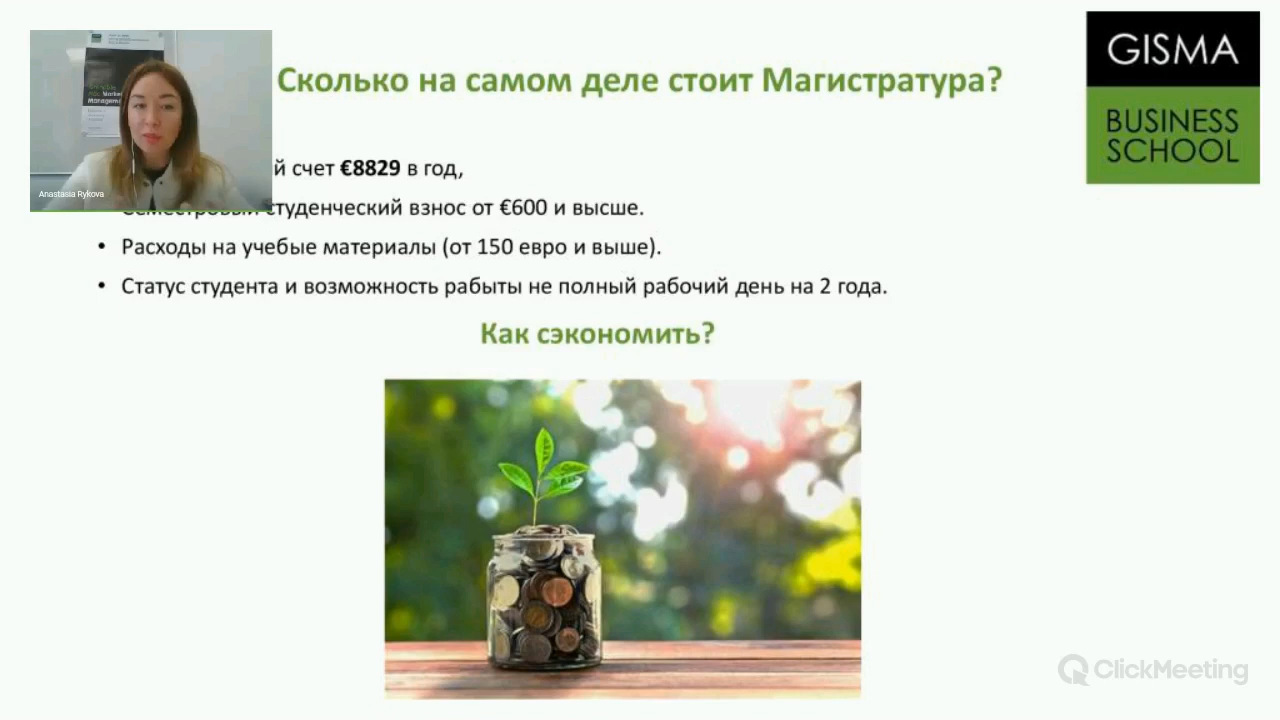 Сколько на самом деле стоит Магистратура?
GISMA
BUSINESS
SCHOOL
Anastasia Rykova
й счет €8829 в год,
студенческий взнос от €600 и высше.
• Расходы на учебые материалы (от 150 евро и выше).
• Статус студента и возможность рабыты не полный рабочий день на 2 года.
Как сэкономить?
ClickMeeting